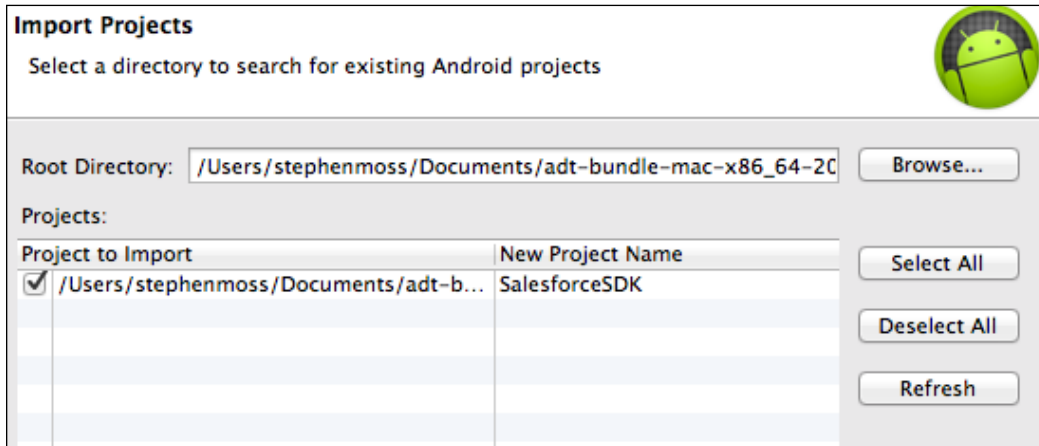 Import Projects
Select a directory to search for existing Android projects
Root Directory: /Users/stephenmoss/Documents/adt-bundle-mac-x86_64-20 Browse...
Projects:
Project to Import New Project Name
/Users/stephenmoss/Documents/adt-b... SalesforceSDK
Select All
Deselect All
Refresh